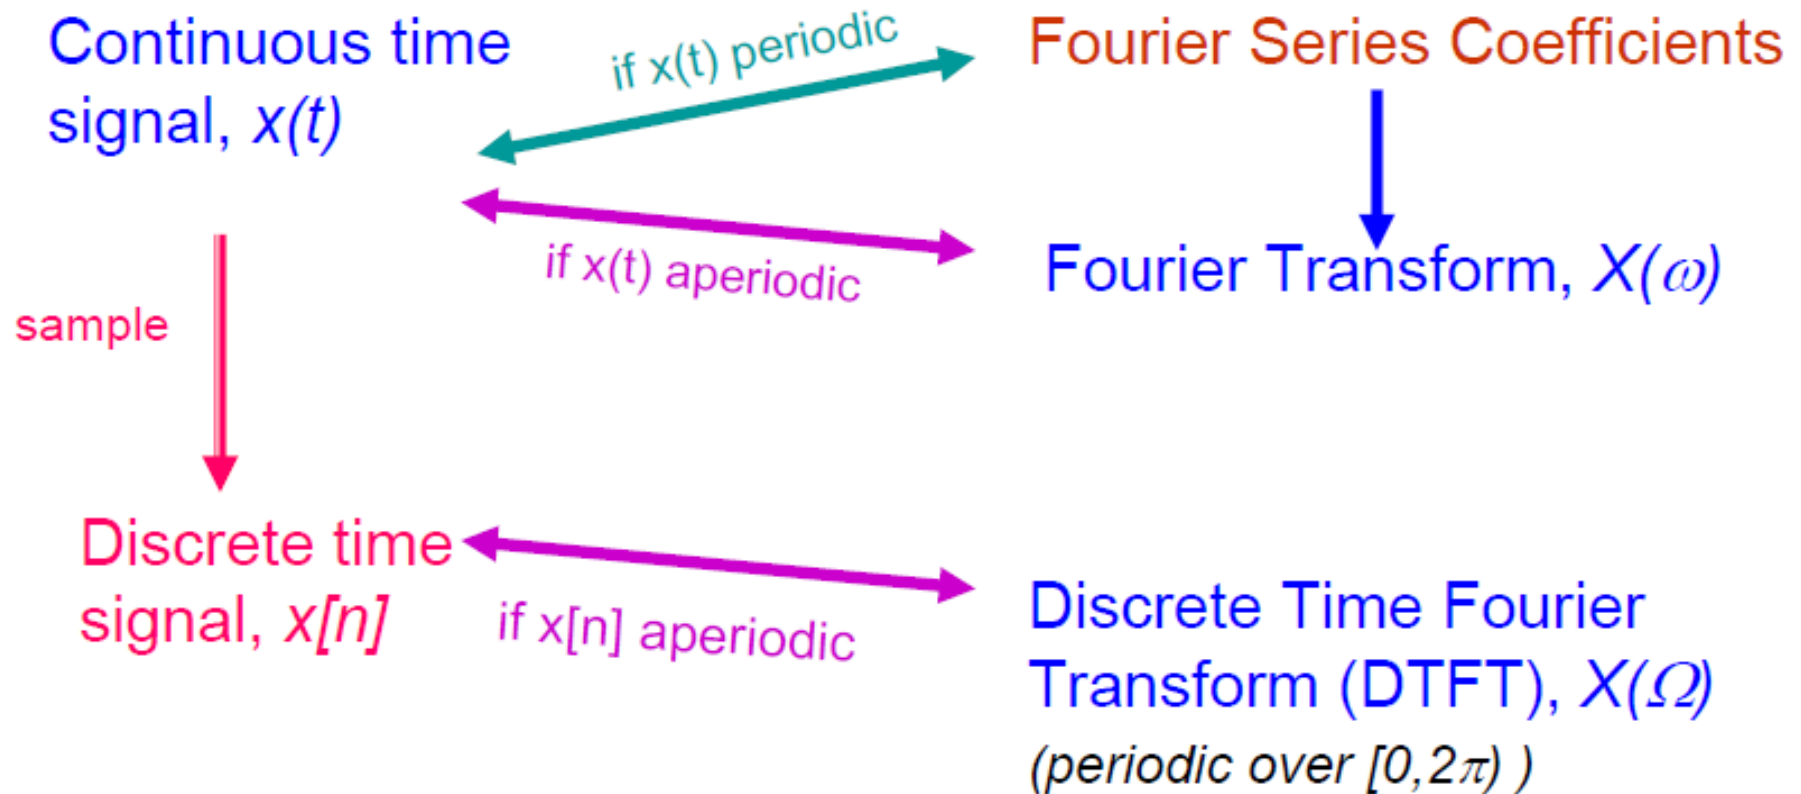 Continuous time
signal, x(t)
if x(t) periodic
Fourier Series Coefficients
if x(t) aperiodic
Fourier Transform, X(ω)
sample
Discrete time
signal, x[n]
if x[n] aperiodic
Discrete Time Fourier
Transform (DTFT), X(Ω)
(periodic over [0,2π) )